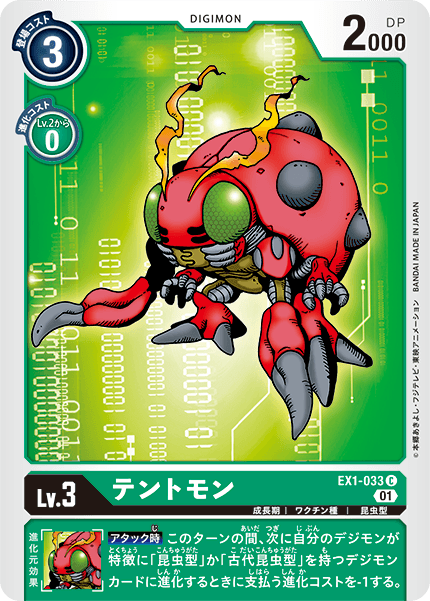 登場コスト
3
DIGIMON
DP
2000
進化コスト
Lv.2から
0
©本郷あきよし・フジテレビ・東映アニメーション BANDAI MADE IN JAPAN
EX1-033 C
Lv.3
テントモン
01
成長期 | ワクチン種 | 昆虫型
進化元効果
アタック時 このターンの間、次に自分のデジモンが
特徴に「昆虫型」か「古代昆虫型」を持つデジモン
カードに進化するときに支払う進化コストを-1する。